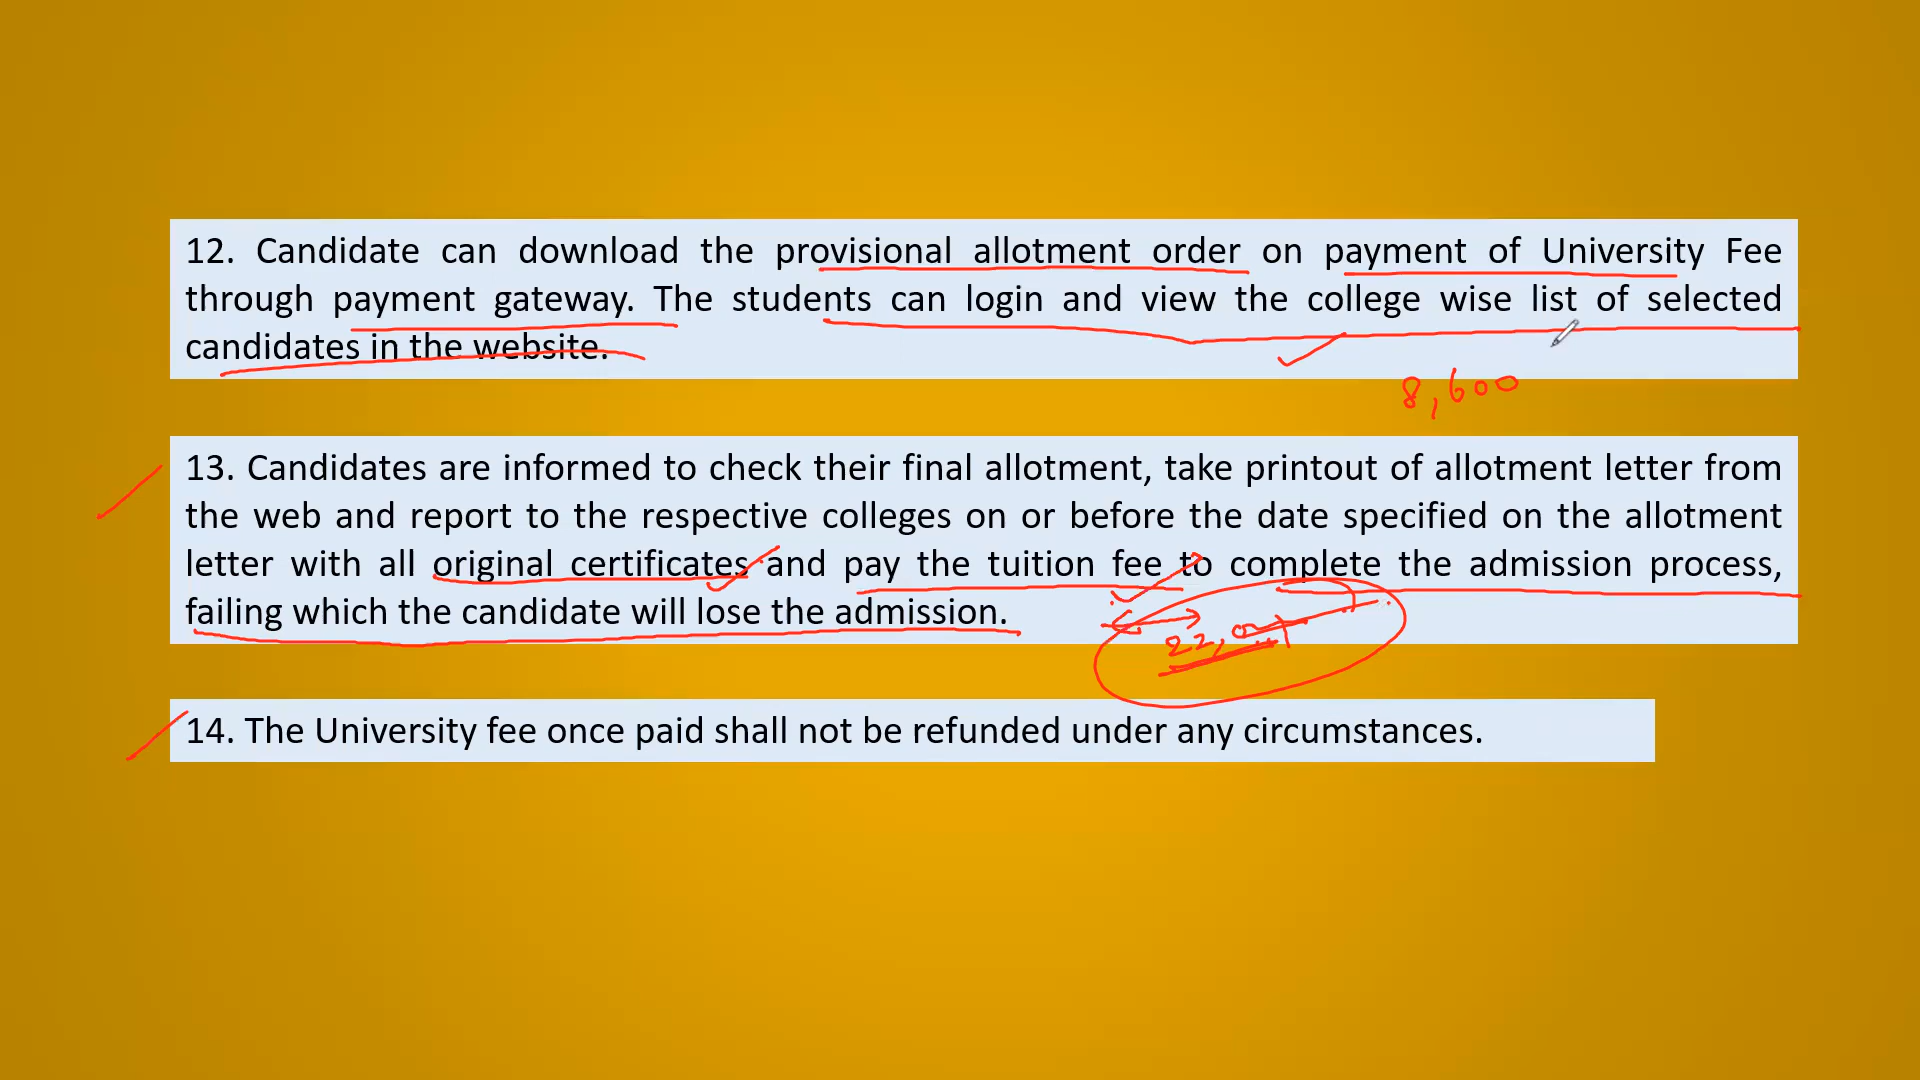 12. Candidate can download the provisional allotment order on payment of University Fee
through payment gateway. The students can login and view the college wise list of selected
candidates in the website.
8,600
13. Candidates are informed to check their final allotment, take printout of allotment letter from
the web and report to the respective colleges on or before the date specified on the allotment
letter with all original certificates and pay the tuition fee to complete the admission process,
failing which the candidate will lose the admission.
14. The University fee once paid shall not be refunded under any circumstances.